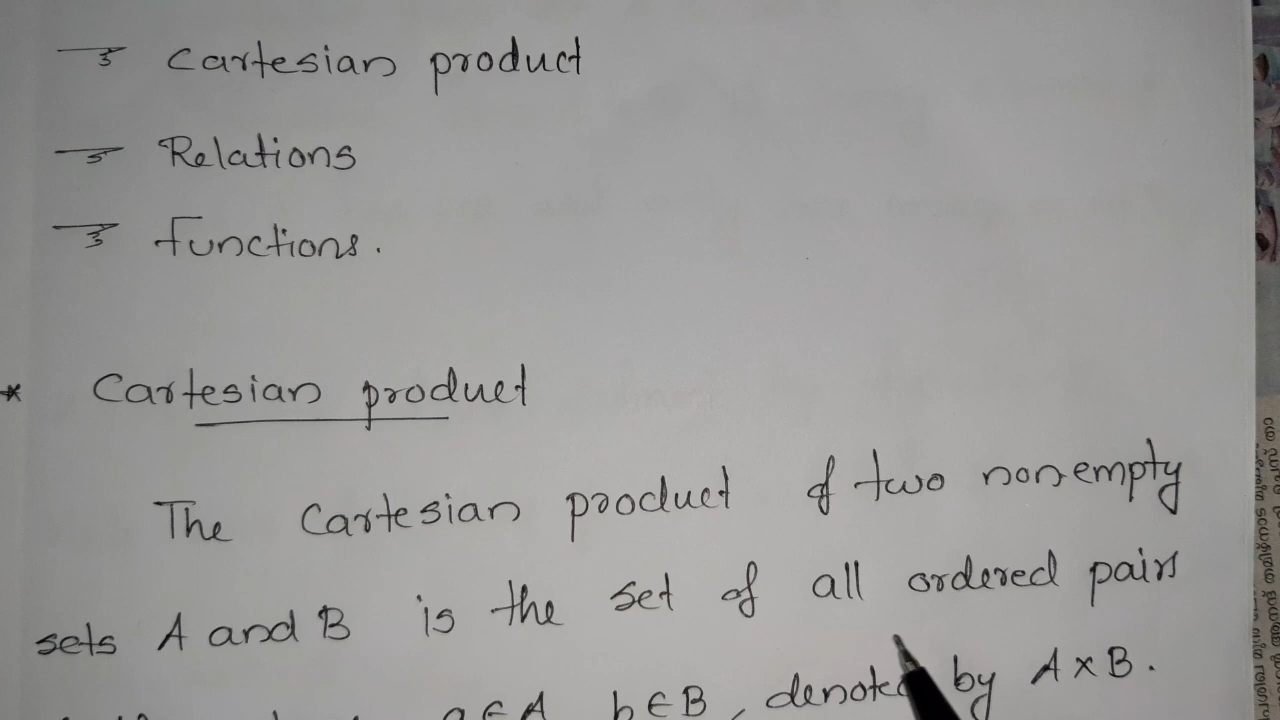 → Cartesian product
→ Relations
→ Functions.
* Cartesian product
The Cartesian product of two nonempty
sets A and B is the set of all ordered pairs
a∈A b∈B, denoted by A×B.